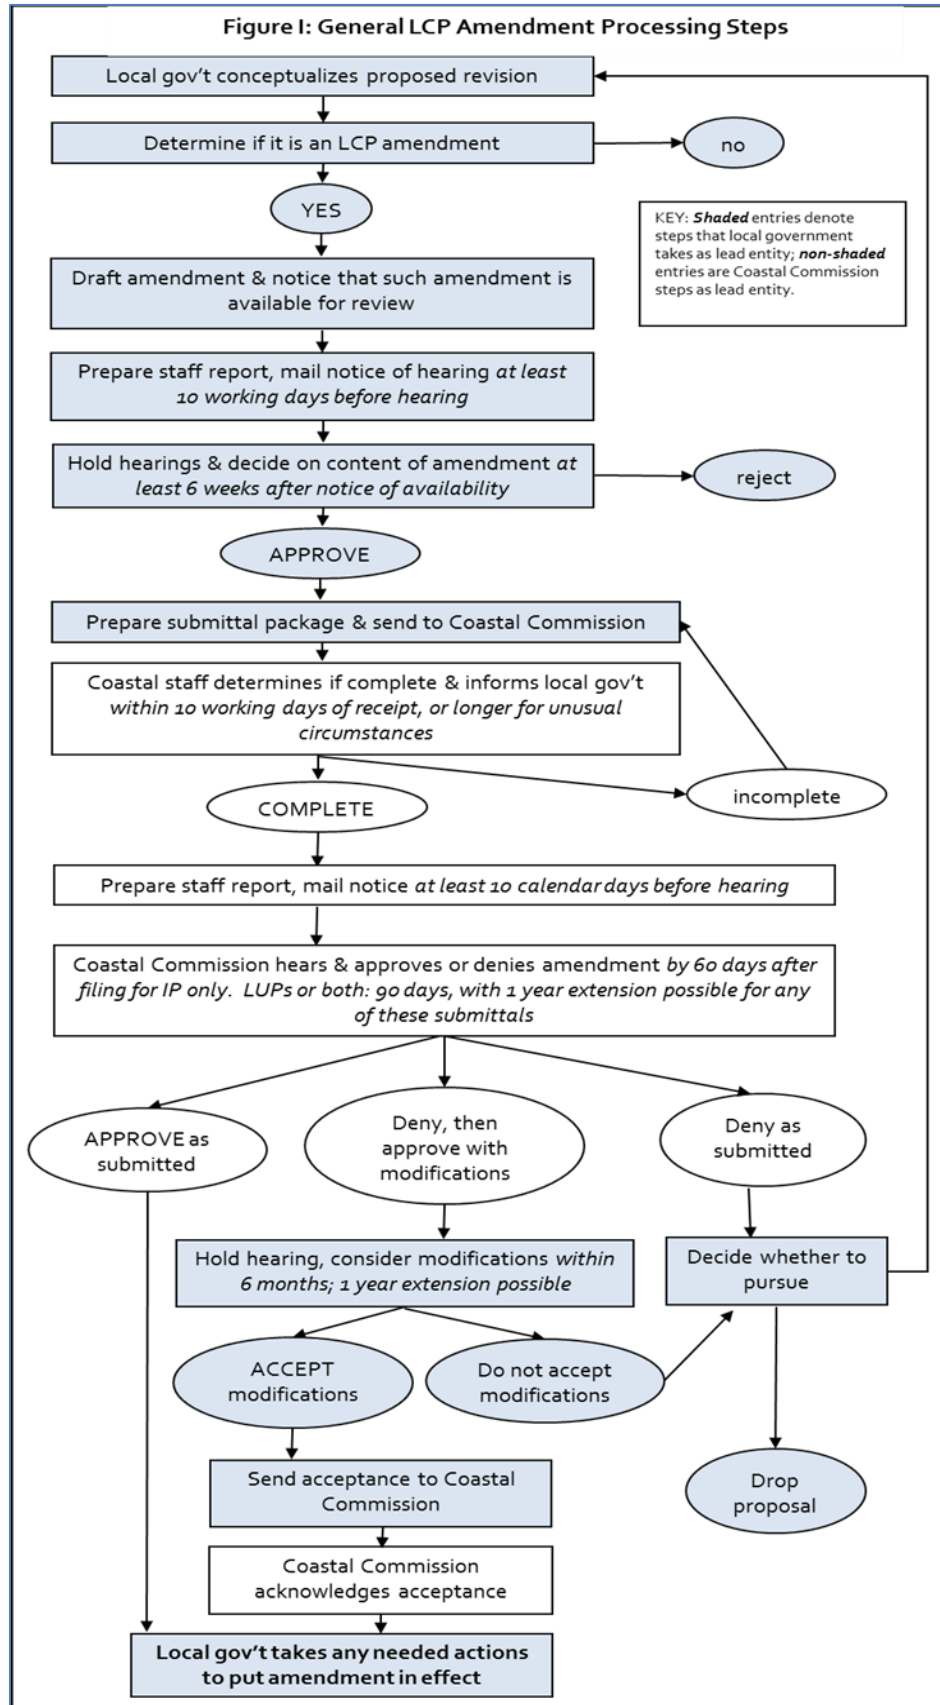 Figure I: General LCP Amendment Processing Steps
Local gov't conceptualizes proposed revision
Determine if it is an LCP amendment
no
YES
KEY: Shaded entries denote
steps that local government
takes as lead entity; non-shaded
entries are Coastal Commission
steps as lead entity.
Draft amendment & notice that such amendment is
available for review
Prepare staff report, mail notice of hearing at least
10 working days before hearing
Hold hearings & decide on content of amendment at
least 6 weeks after notice of availability
reject
APPROVE
Prepare submittal package & send to Coastal Commission
Coastal staff determines if complete & informs local gov't
within 10 working days of receipt, or longer for unusual
circumstances
incomplete
COMPLETE
Prepare staff report, mail notice at least 10 calendar days before hearing
Coastal Commission hears & approves or denies amendment by 60 days after
filing for IP only. LUPs or both: 90 days, with 1 year extension possible for any
of these submittals
APPROVE as
submitted
Deny, then
approve with
modifications
Deny as
submitted
Hold hearing, consider modifications within
6 months; 1 year extension possible
Decide whether to
pursue
ACCEPT
modifications
Do not accept
modifications
Send acceptance to Coastal
Commission
Drop
proposal
Coastal Commission
acknowledges acceptance
Local gov't takes any needed actions
to put amendment in effect